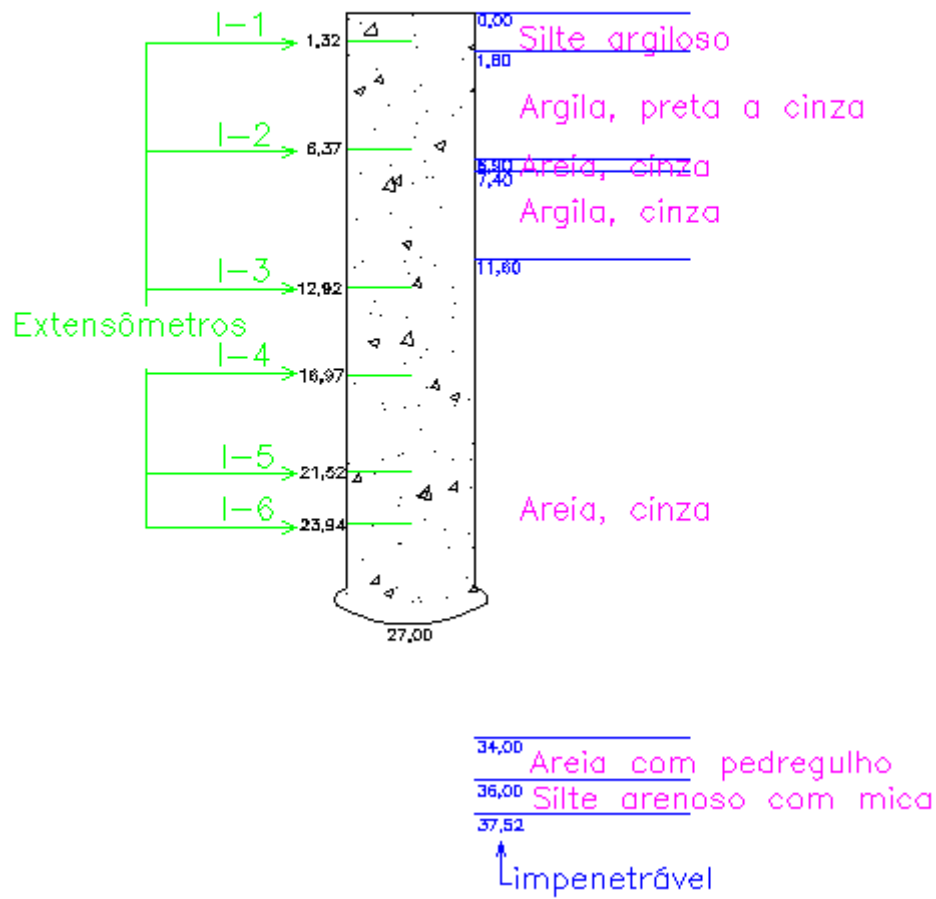 I-1
1,32
0,00
Silte argiloso
1,80
Argila, preta a cinza
I-2
6,37
6,90
Areia, cinza
7,40
Argila, cinza
11,60
I-3
12,92
Extensômetros
I-4
16,97
I-5
21,52
I-6
23,94
Areia, cinza
27,00
34,00
Areia com pedregulho
36,00
Silte arenoso com mica
37,52
impenetrável